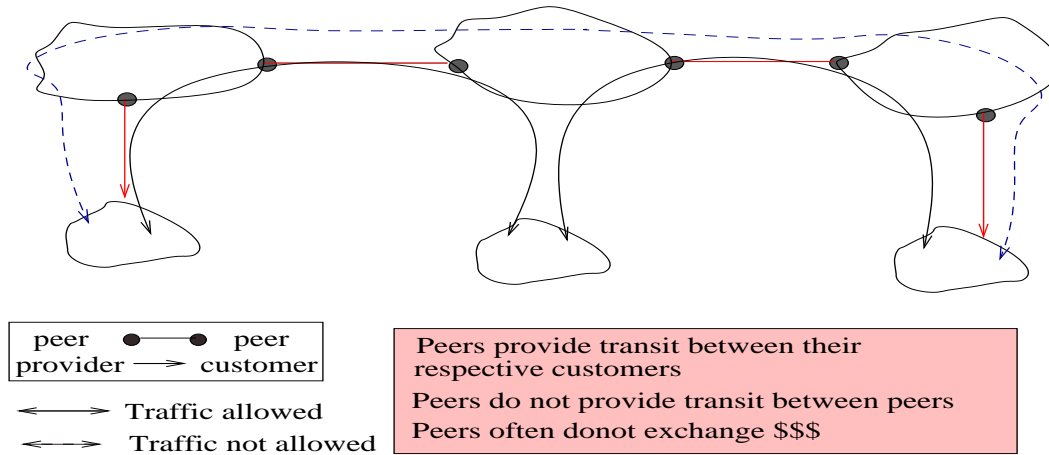 peer peer
provider customer
Traffic allowed
Traffic not allowed
Peers provide transit between their
respective customers
Peers do not provide transit between peers
Peers often donot exchange $$$